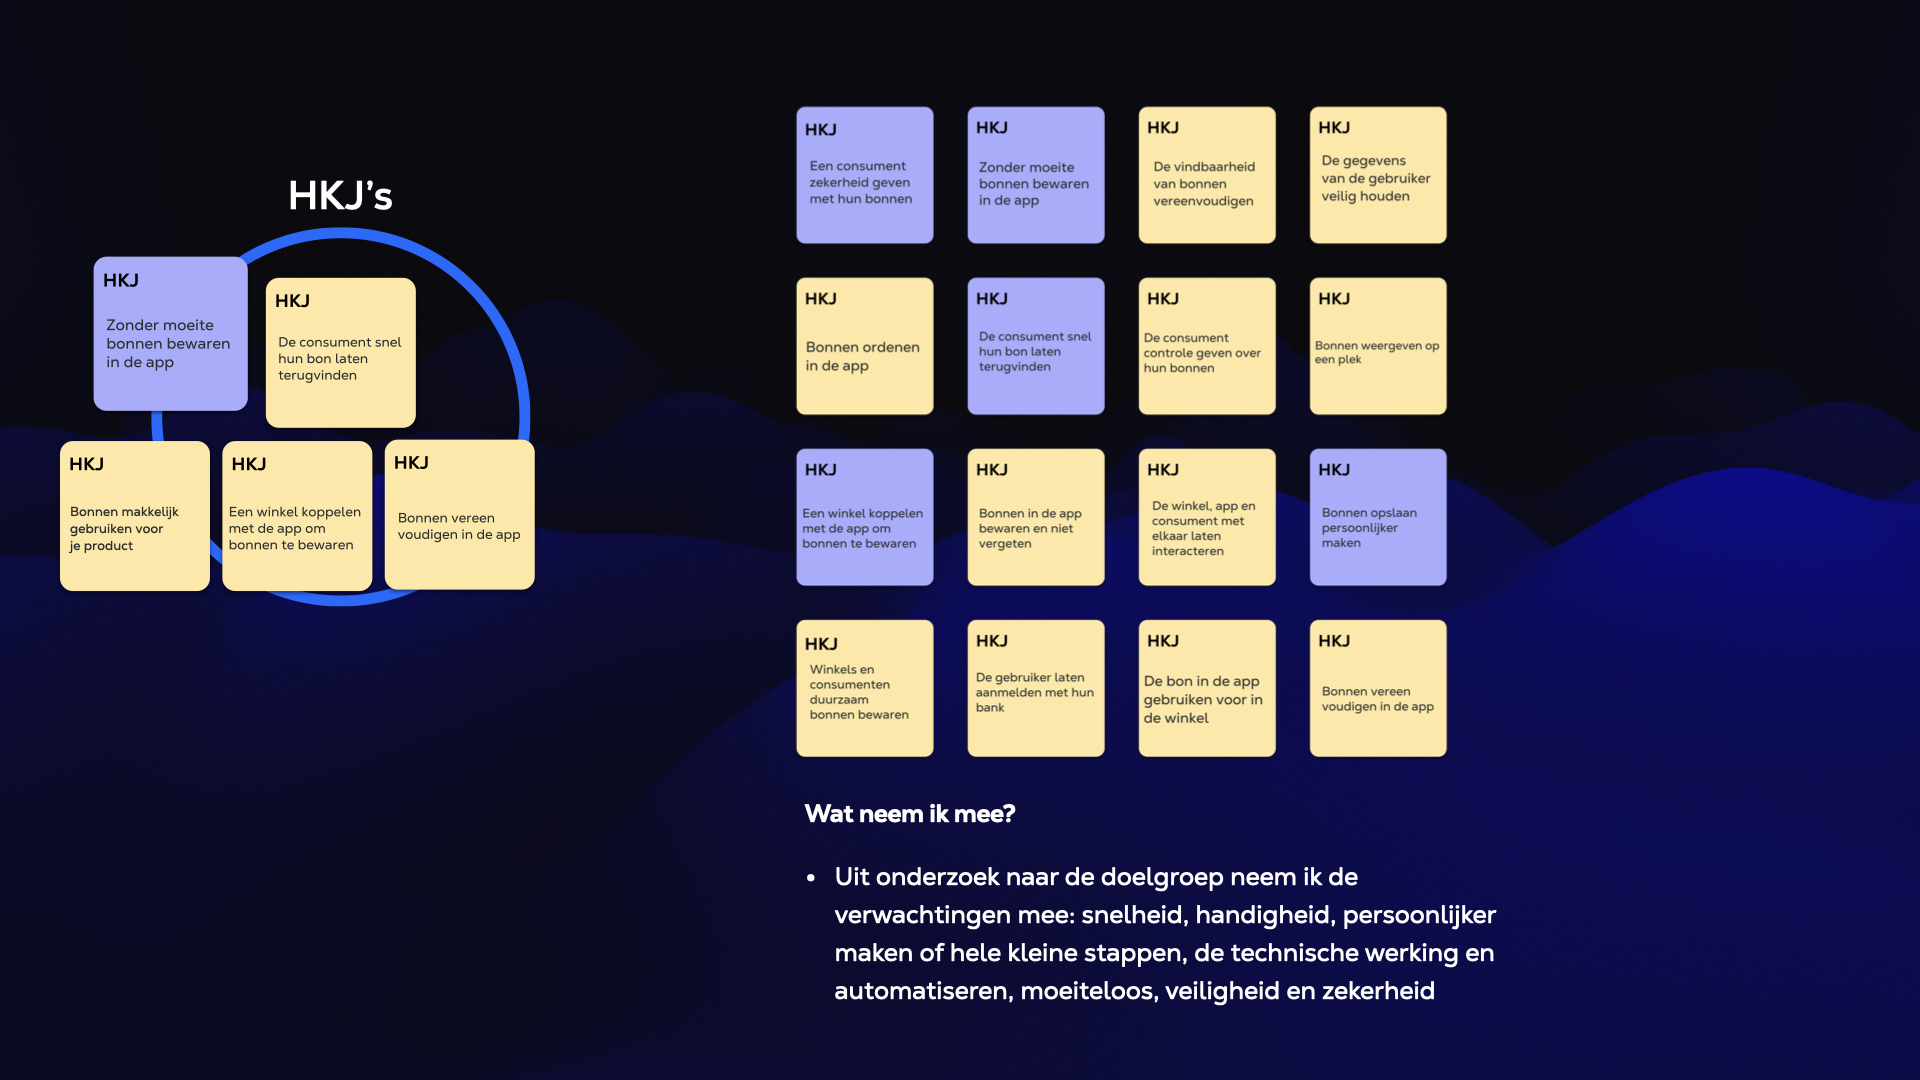 HKJ's
HKJ
Zonder moeite
bonnen bewaren
in de app
HKJ
De consument snel
hun bon laten
terugvinden
HKJ
Bonnen makkelijk
gebruiken voor
je product
HKJ
Een winkel koppelen
met de app om
bonnen te bewaren
HKJ
Bonnen vereen
voudigen in de app
HKJ
Een consument
zekerheid geven
met hun bonnen
HKJ
Zonder moeite
bonnen bewaren
in de app
HKJ
De vindbaarheid
van bonnen
vereenvoudigen
HKJ
De gegevens
van de gebruiker
veilig houden
HKJ
Bonnen ordenen
in de app
HKJ
De consument snel
hun bon laten
terugvinden
HKJ
De consument
controle geven over
hun bonnen
HKJ
Bonnen weergeven op
een plek
HKJ
Een winkel koppelen
met de app om
bonnen te bewaren
HKJ
Bonnen in de app
bewaren en niet
vergeten
HKJ
De winkel, app en
consument met
elkaar laten
interacteren
HKJ
Bonnen opslaan
persoonlijker
maken
HKJ
Winkels en
consumenten
duurzaam
bonnen bewaren
HKJ
De gebruiker laten
aanmelden met hun
bank
HKJ
De bon in de app
gebruiken voor in
de winkel
HKJ
Bonnen vereen
voudigen in de app
Wat neem ik mee?
• Uit onderzoek naar de doelgroep neem ik de
verwachtingen mee: snelheid, handigheid, persoonlijker
maken of hele kleine stappen, de technische werking en
automatiseren, moeiteloos, veiligheid en zekerheid